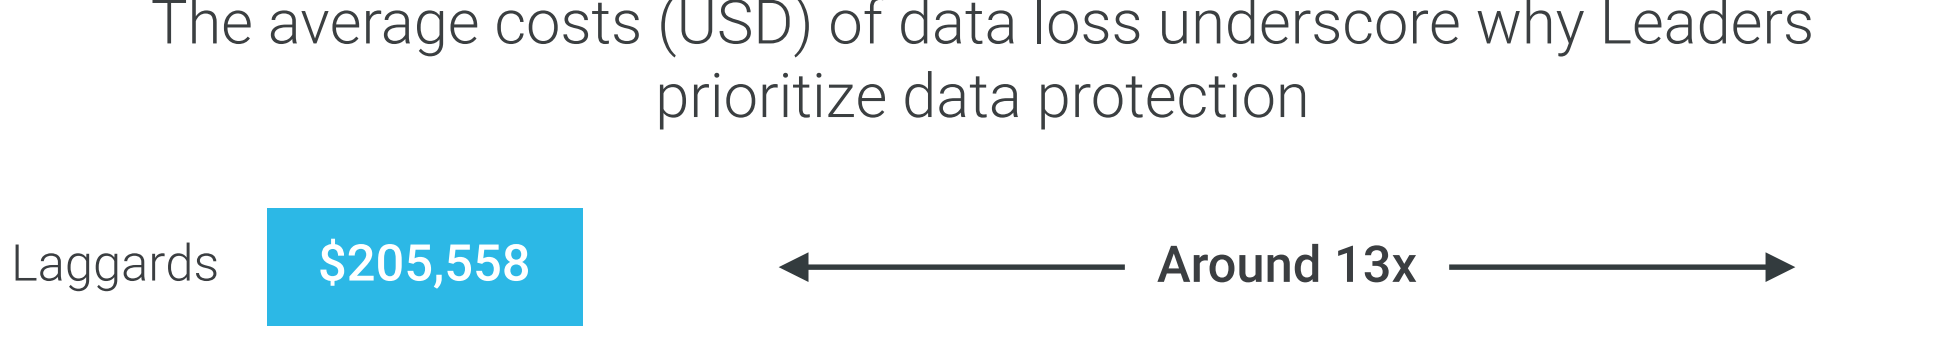 The average costs (USD) of data loss underscore why Leaders
prioritize data protection
Laggards $205,558 Around 13x